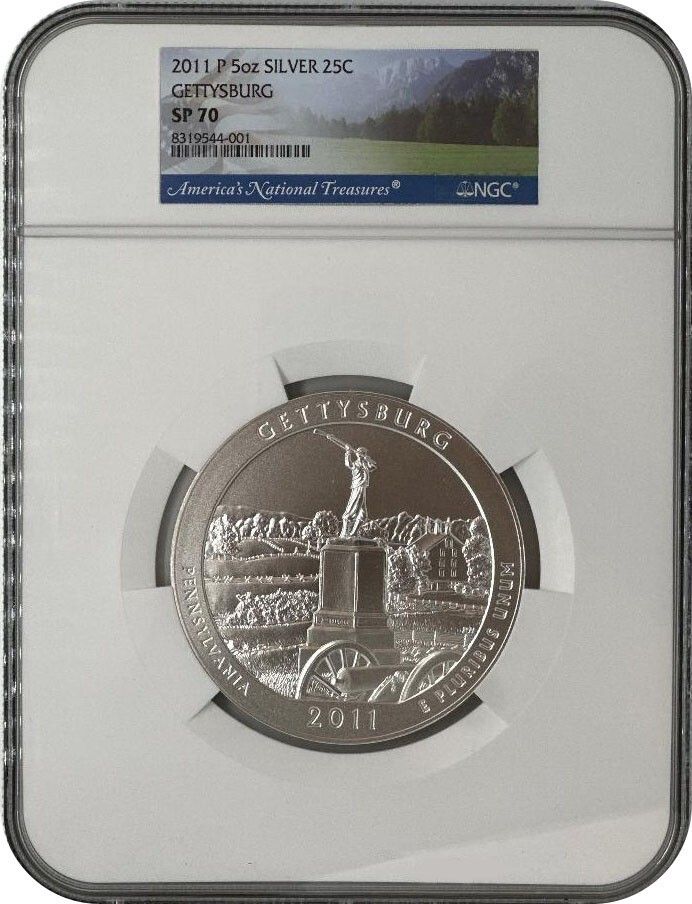 2011 P 5oz SILVER 25C
GETTYSBURG
SP 70
8319544-001
America's National Treasures®
NGC®
GETTYSBURG
PENNSYLVANIA
2011
E PLURIBUS UNUM